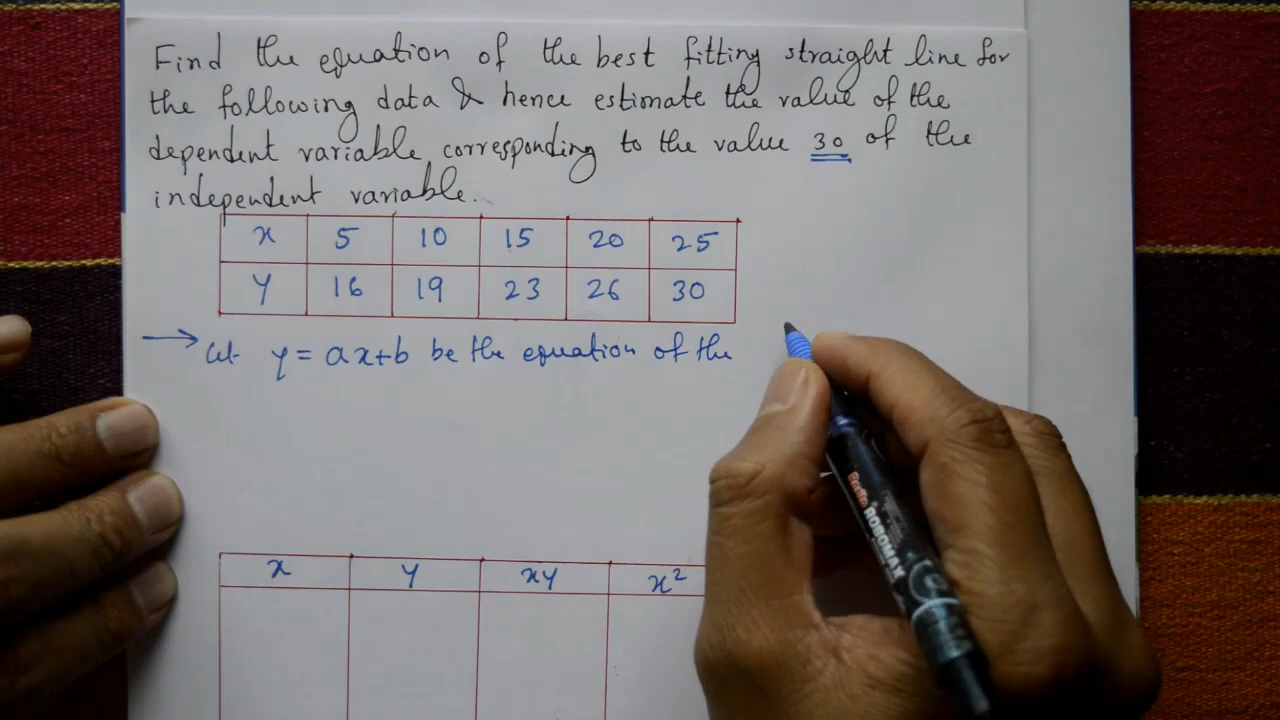 Find the equation of the best fitting straight line for
the following data & hence estimate the value of the
dependent variable corresponding to the value 30 of the
independent variable.
x 5 10 15 20 25
y 16 19 23 26 30
→ Let y = ax+b be the equation of the
x y xy x²
ROBOMAX